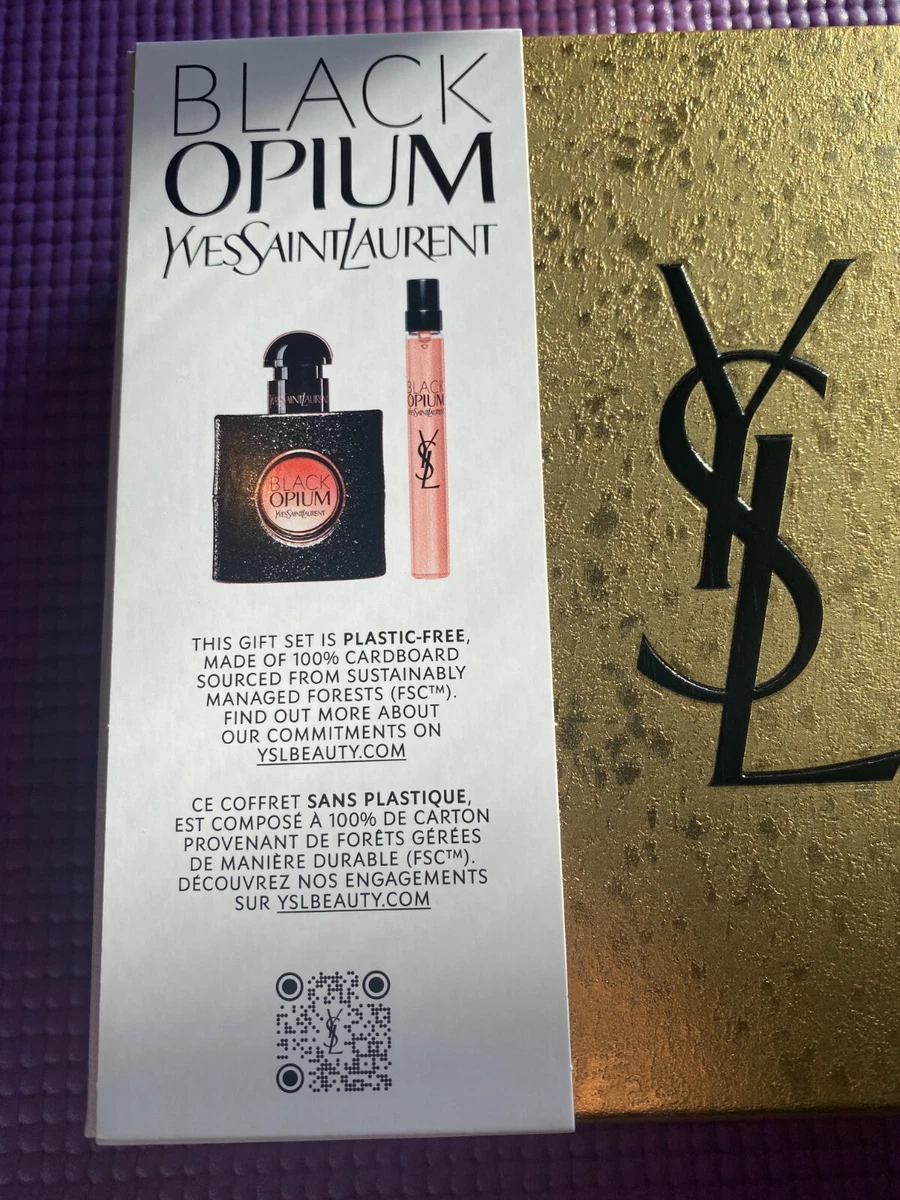 BLACK
OPIUM
YVESSAINTLAURENT
YVESSAINTLAURENT
BLACK
OPIUM
YVESSAINTLAURENT
BLACK
OPIUM
YVESSAINTLAURENT
YSL
THIS GIFT SET IS PLASTIC-FREE,
MADE OF 100% CARDBOARD
SOURCED FROM SUSTAINABLY
MANAGED FORESTS (FSC™).
FIND OUT MORE ABOUT
OUR COMMITMENTS ON
YSLBEAUTY.COM
CE COFFRET SANS PLASTIQUE,
EST COMPOSÉ À 100% DE CARTON
PROVENANT DE FORÊTS GÉRÉES
DE MANIÈRE DURABLE (FSC™).
DÉCOUVREZ NOS ENGAGEMENTS
SUR YSLBEAUTY.COM
YSL
YSL